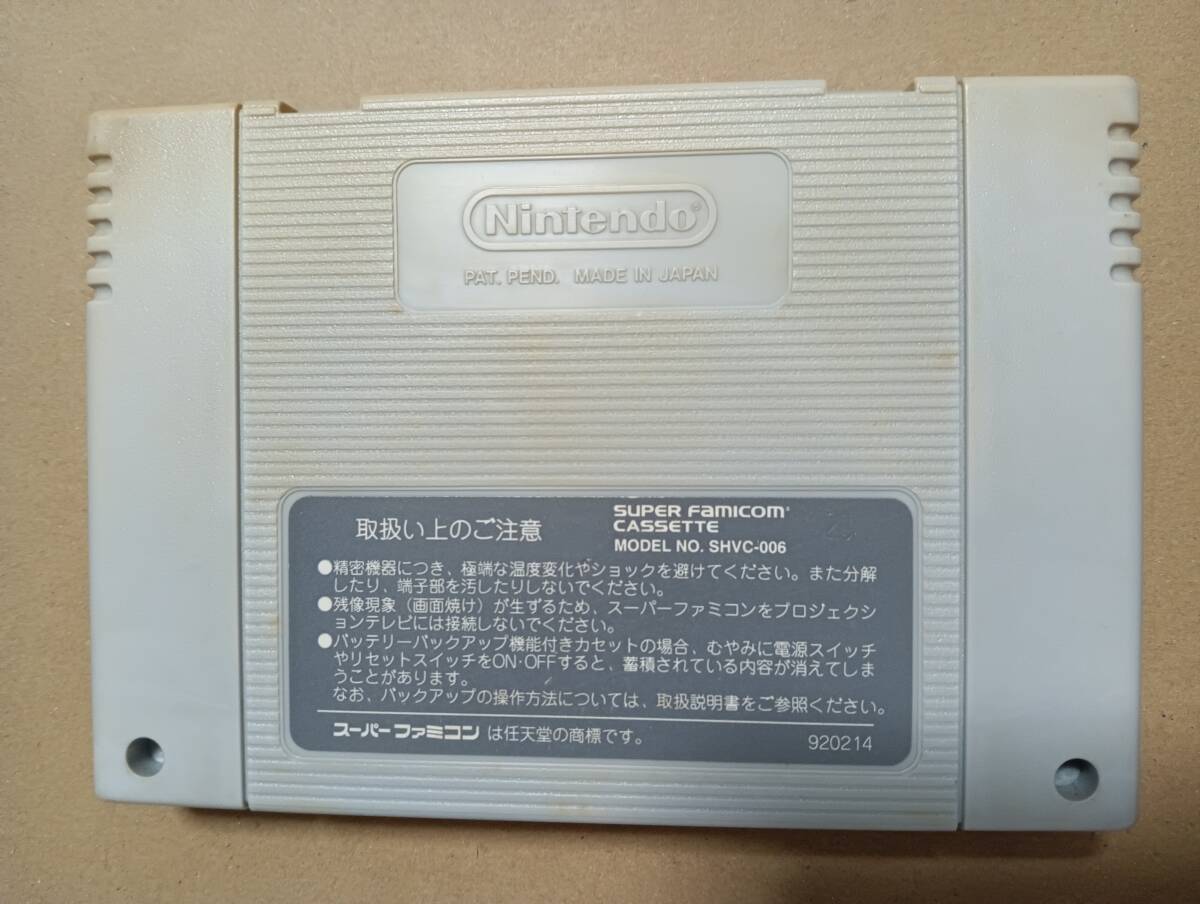 Nintendo®
PAT. PEND. MADE IN JAPAN
取扱い上のご注意
SUPER FAMICOM®
CASSETTE
MODEL NO. SHVC-006
●精密機器につき、極端な温度変化やショックを避けてください。また分解
したり、端子部を汚したりしないでください。
●残像現象(画面焼け)が生ずるため、スーパーファミコンをプロジェクシ
ョンテレビには接続しないでください。
●バッテリーバックアップ機能付きカセットの場合、むやみに電源スイッチ
やリセットスイッチをON・OFFすると、蓄積されている内容が消えてしま
うことがあります。
なお、バックアップの操作方法については、取扱説明書をご参照ください。
スーパーファミコン は任天堂の商標です。
920214